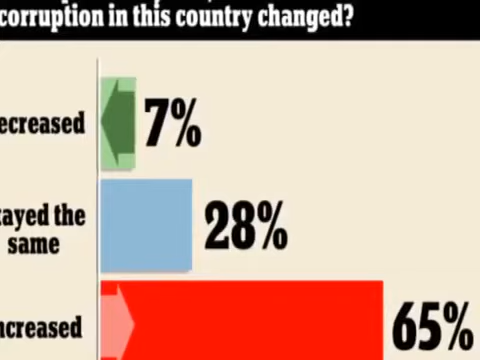 corruption in this country changed?
ecreased 7%
tayed the
same 28%
ncreased 65%